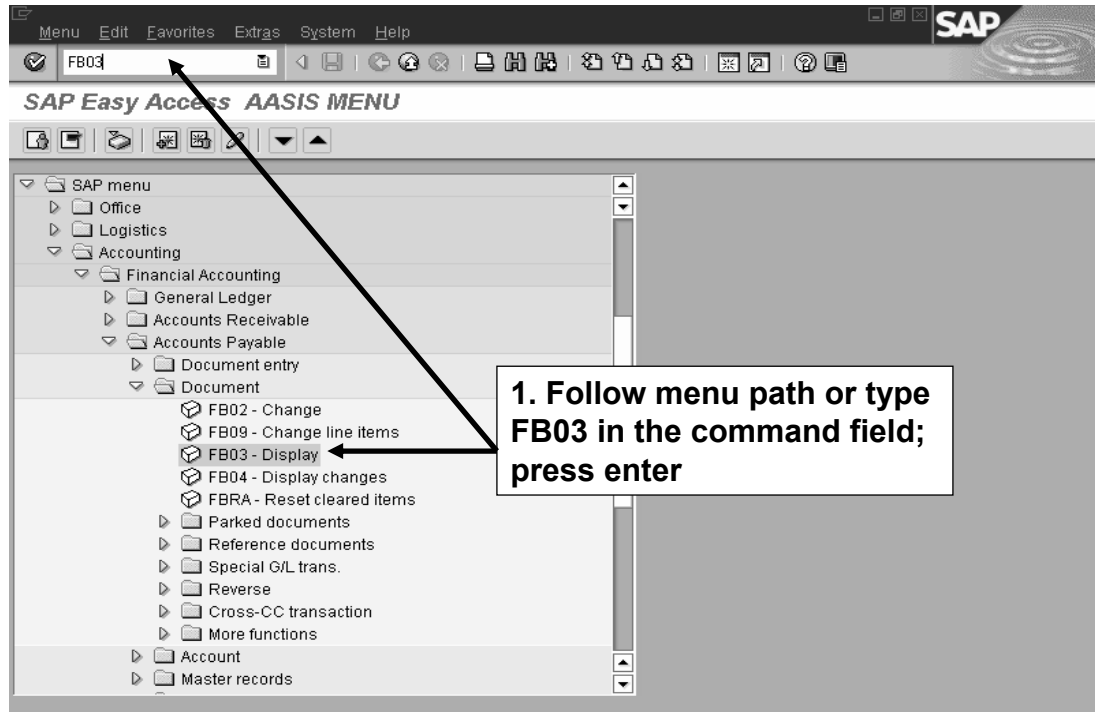 Menu Edit Favorites Extras System Help
SAP
FB03
SAP Easy Access AASIS MENU
SAP menu
Office
Logistics
Accounting
Financial Accounting
General Ledger
Accounts Receivable
Accounts Payable
Document entry
Document
FB02 - Change
FB09 - Change line items
FB03 - Display
FB04 - Display changes
FBRA - Reset cleared items
Parked documents
Reference documents
Special G/L trans.
Reverse
Cross-CC transaction
More functions
Account
Master records
1. Follow menu path or type
FB03 in the command field;
press enter